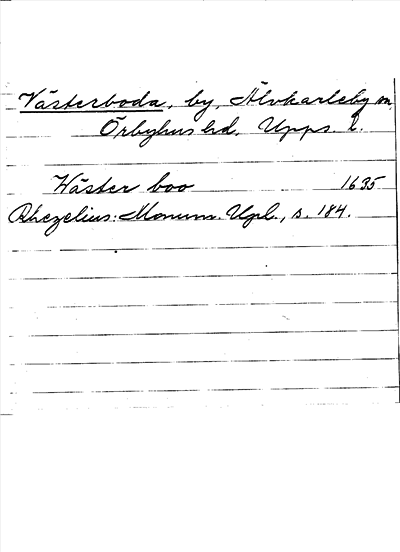 Västerboda, by, Älvkarleby sn,
Örbyhus hd. Upps. l.
Wäster boo 1635
Rhezelius: Monum. Upl., s. 184.